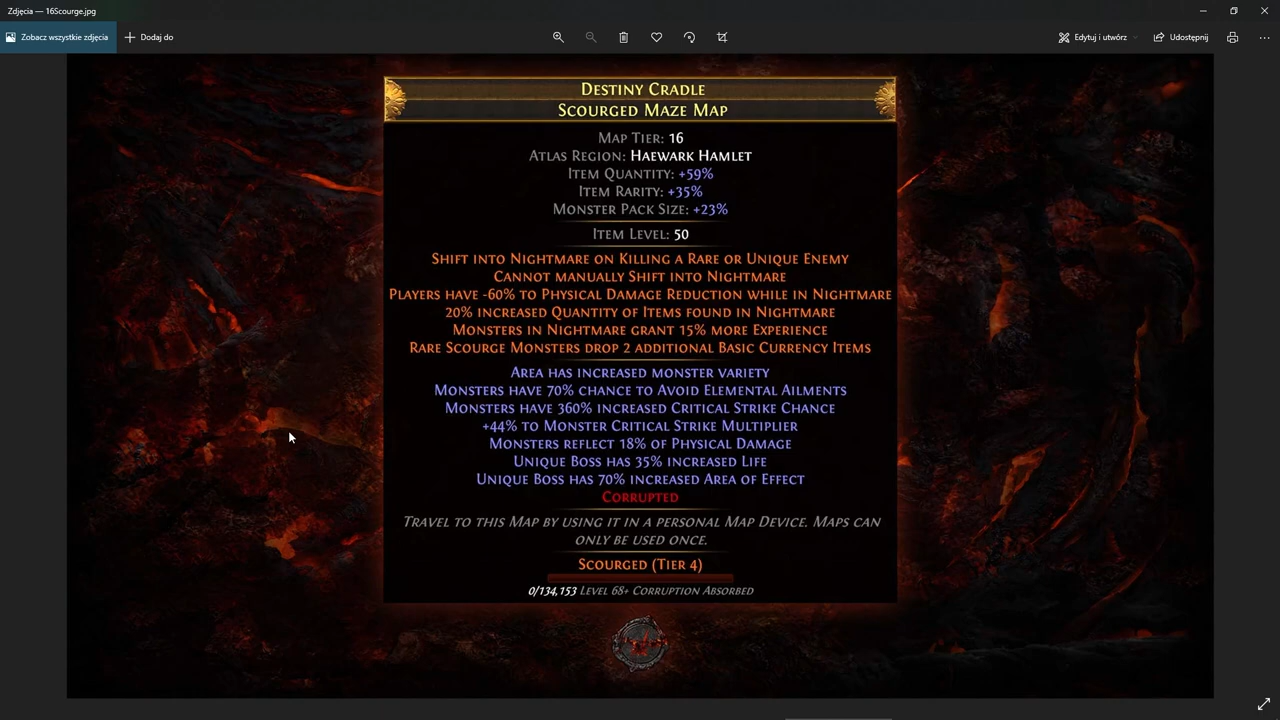 Zdjęcia — 16Scourge.jpg
Zobacz wszystkie zdjęcia
Dodaj do
Edytuj i utwórz
Udostępnij
Destiny Cradle
Scourged Maze Map
Map Tier: 16
Atlas Region: Haewark Hamlet
Item Quantity: +59%
Item Rarity: +35%
Monster Pack Size: +23%
Item Level: 50
Shift into Nightmare on Killing a Rare or Unique Enemy
Cannot manually Shift into Nightmare
Players have -60% to Physical Damage Reduction while in Nightmare
20% increased Quantity of Items found in Nightmare
Monsters in Nightmare grant 15% more Experience
Rare Scourge Monsters drop 2 additional Basic Currency Items
Area has increased monster variety
Monsters have 70% chance to Avoid Elemental Ailments
Monsters have 360% increased Critical Strike Chance
+44% to Monster Critical Strike Multiplier
Monsters reflect 18% of Physical Damage
Unique Boss has 35% increased Life
Unique Boss has 70% increased Area of Effect
Corrupted
Travel to this Map by using it in a personal Map Device. Maps can
only be used once.
Scourged (Tier 4)
0/134,153 Level 68+ Corruption Absorbed